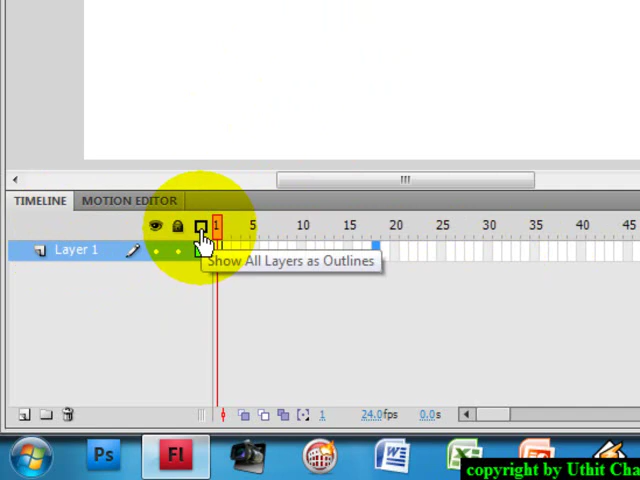 TIMELINE MOTION EDITOR
1 5 10 15 20 25 30 35 40 45
Layer 1
Show All Layers as Outlines
1 24.0fps 0.0s
Ps Fl
copyright by Uthit Cha